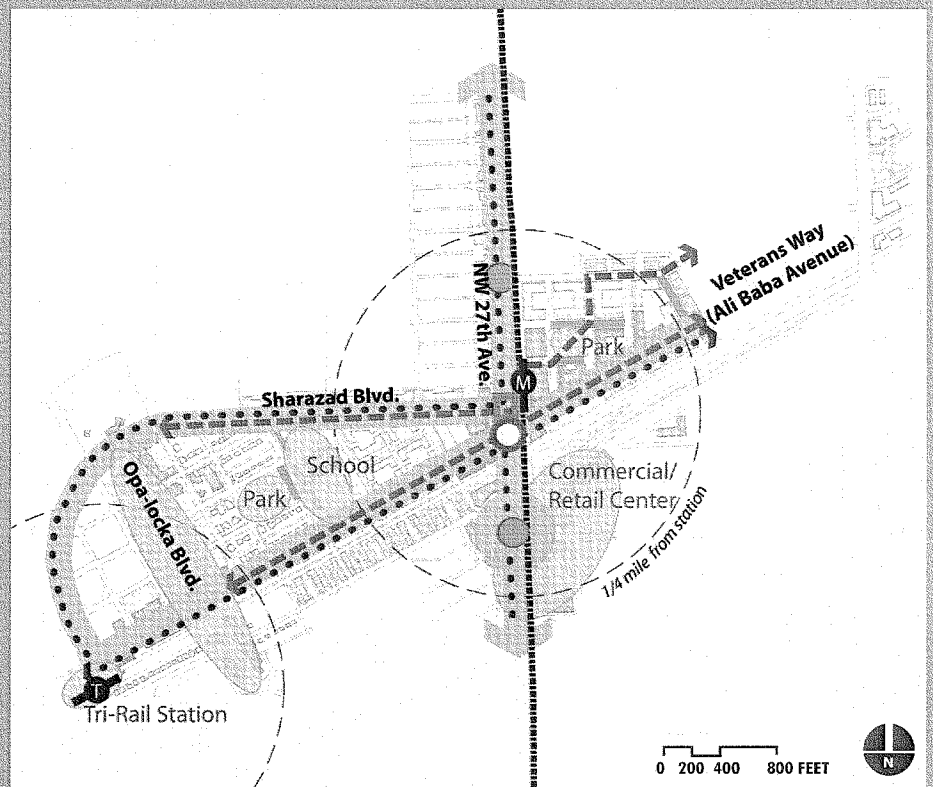 Veterans Way
(Ali Baba Avenue)
NW 27th Ave.
Park
M
Sharazad Blvd.
School
Park
Opa-locka Blvd.
Commercial/
Retail Center
1/4 mile from station
T
Tri-Rail Station
0 200 400 800 FEET
N